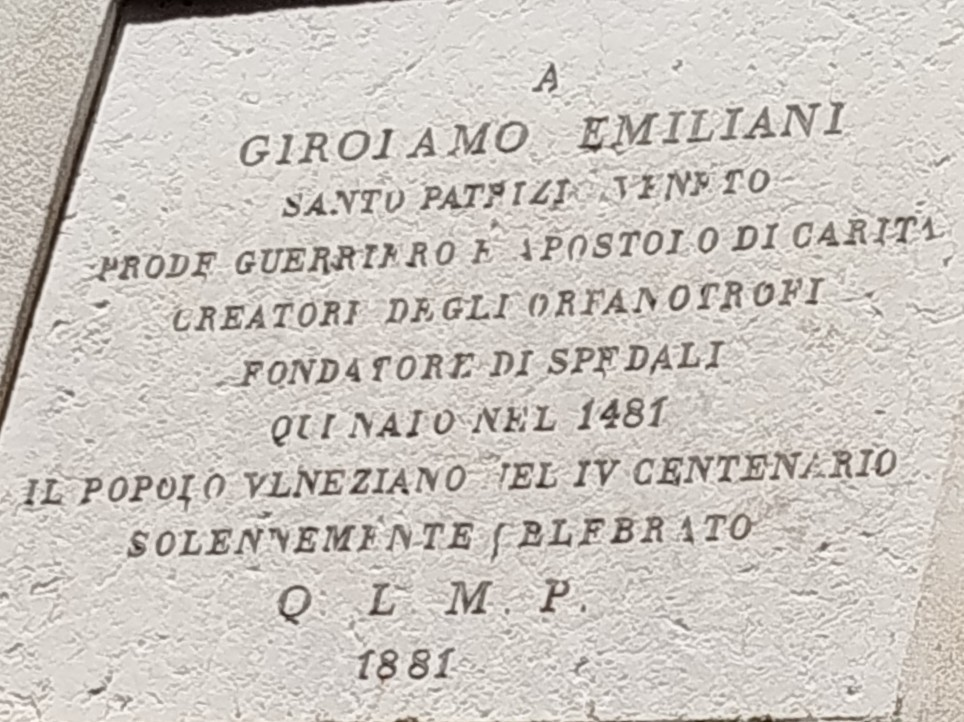 A
GIROLAMO EMILIANI
SANTO PATRIZIO VENETO
PRODE GUERRIERO E APOSTOLO DI CARITÀ
CREATORE DEGLI ORFANOTROFI
FONDATORE DI SPEDALI
QUI NATO NEL 1481
IL POPOLO VENEZIANO NEL IV CENTENARIO
SOLENNEMENTE CELEBRATO
Q. L. M. P.
1881